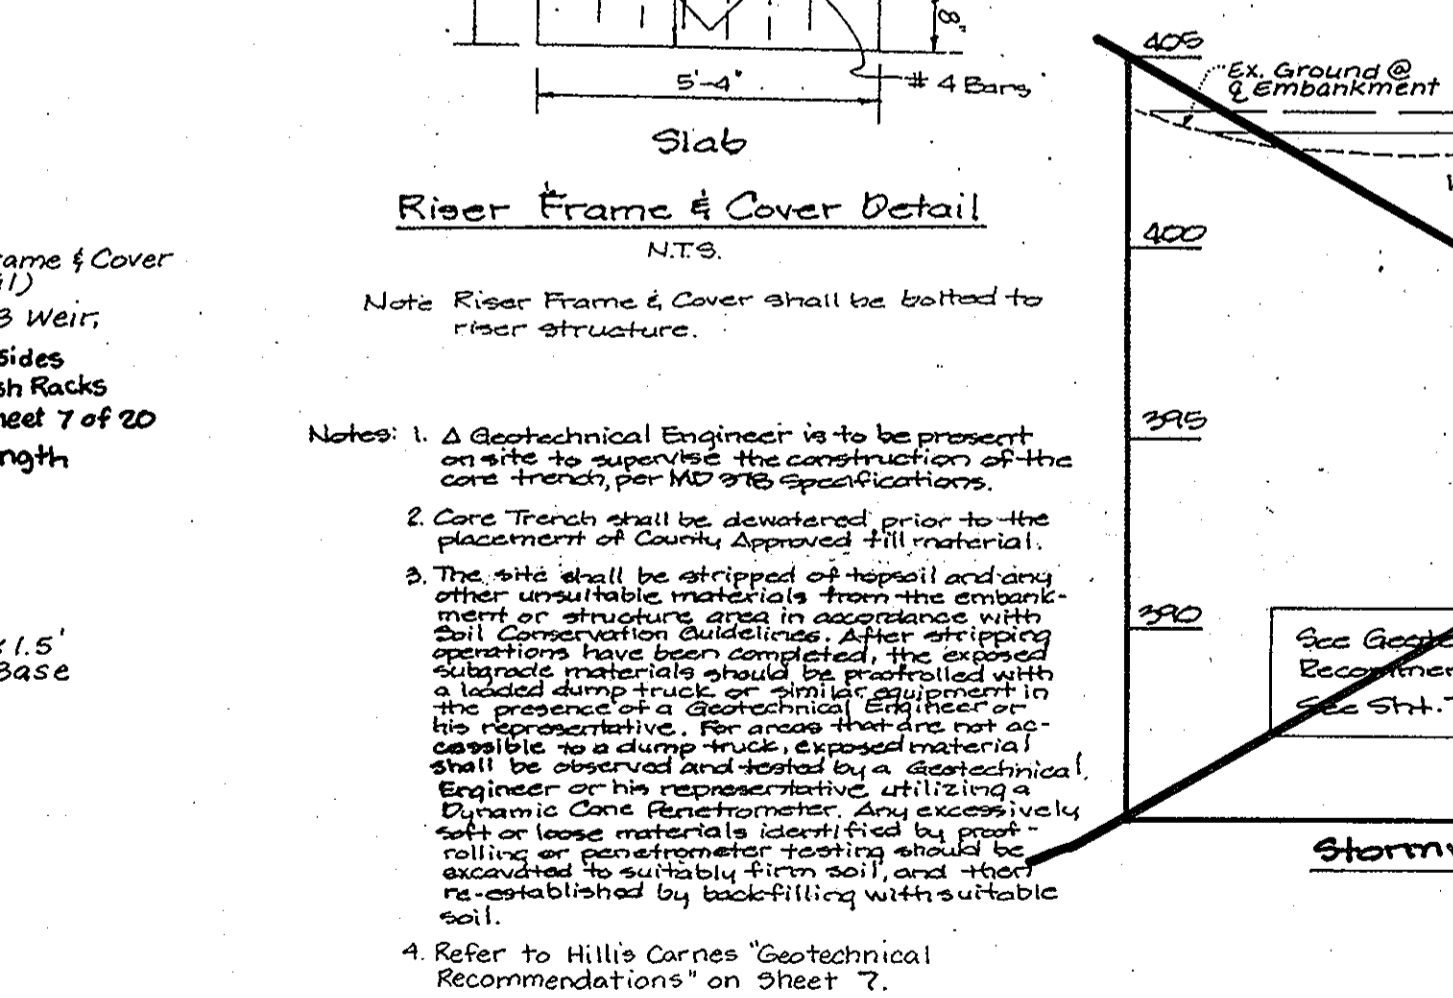 8"
5'-4"
# 4 Bars
Slab
Riser Frame & Cover Detail
N.T.S.
Note Riser Frame & Cover shall be bolted to
riser structure.
rame & Cover
3 Weir,
sides
sh Racks
heet 7 of 20
ngth
x 1.5'
Base
Notes: 1. A Geotechnical Engineer is to be present
on site to supervise the construction of the
core trench, per MD 378 Specifications.
2. Core Trench shall be dewatered prior to the
placement of County Approved fill material.
3. The site shall be stripped of topsoil and any
other unsuitable materials from the embank-
ment or structure area in accordance with
Soil Conservation Guidelines. After stripping
operations have been completed, the exposed
subgrade materials should be proofrolled with
a loaded dump truck or similar equipment in
the presence of a Geotechnical Engineer or
his representative. For areas that are not ac-
cessible to a dump truck, exposed material
shall be observed and tested by a Geotechnical
Engineer or his representative utilizing a
Dynamic Cone Penetrometer. Any excessively
soft or loose materials identified by proof-
rolling or penetrometer testing should be
excavated to suitably firm soil, and then
re-established by backfilling with suitable
soil.
4. Refer to Hillis Carnes "Geotechnical
Recommendations" on Sheet 7.
405
Ex. Ground @
℄ Embankment
400
395
390
See Geote
Recommen
See Sht.
Stormw